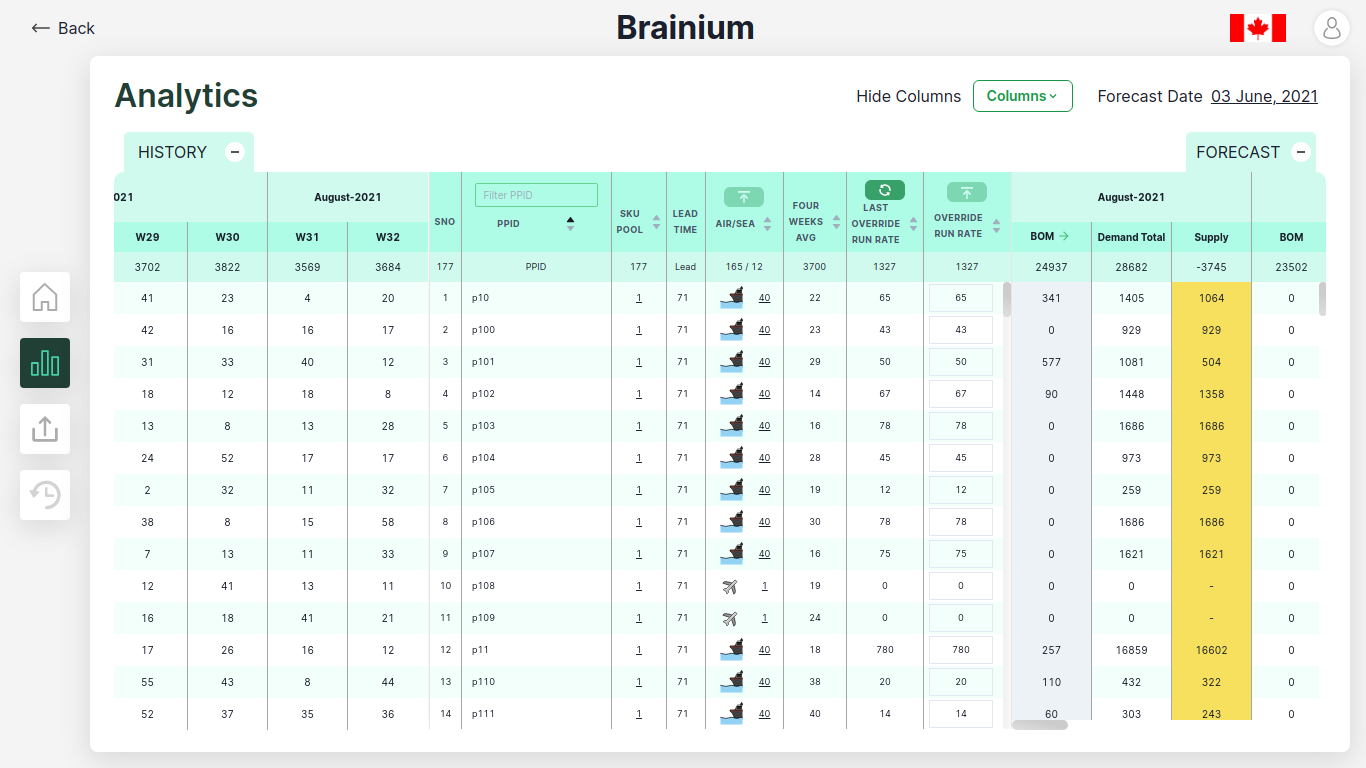 Back
Brainium
Analytics
Hide Columns Columns Forecast Date 03 June, 2021
HISTORY FORECAST
021 August-2021 SNO Filter PPID PPID SKU POOL LEAD TIME AIR/SEA FOUR WEEKS AVG LAST OVERRIDE RUN RATE OVERRIDE RUN RATE August-2021
W29 W30 W31 W32 BOM Demand Total Supply BOM
3702 3822 3569 3684 177 PPID 177 Lead 165 / 12 3700 1327 1327 24937 28682 -3745 23502
41 23 4 20 1 p10 1 71 40 22 65 65 341 1405 1064 0
42 16 16 17 2 p100 1 71 40 23 43 43 0 929 929 0
31 33 40 12 3 p101 1 71 40 29 50 50 577 1081 504 0
18 12 18 8 4 p102 1 71 40 14 67 67 90 1448 1358 0
13 8 13 28 5 p103 1 71 40 16 78 78 0 1686 1686 0
24 52 17 17 6 p104 1 71 40 28 45 45 0 973 973 0
2 32 11 32 7 p105 1 71 40 19 12 12 0 259 259 0
38 8 15 58 8 p106 1 71 40 30 78 78 0 1686 1686 0
7 13 11 33 9 p107 1 71 40 16 75 75 0 1621 1621 0
12 41 13 11 10 p108 1 71 1 19 0 0 0 0 - 0
16 18 41 21 11 p109 1 71 1 24 0 0 0 0 - 0
17 26 16 12 12 p11 1 71 40 18 780 780 257 16859 16602 0
55 43 8 44 13 p110 1 71 40 38 20 20 110 432 322 0
52 37 35 36 14 p111 1 71 40 40 14 14 60 303 243 0